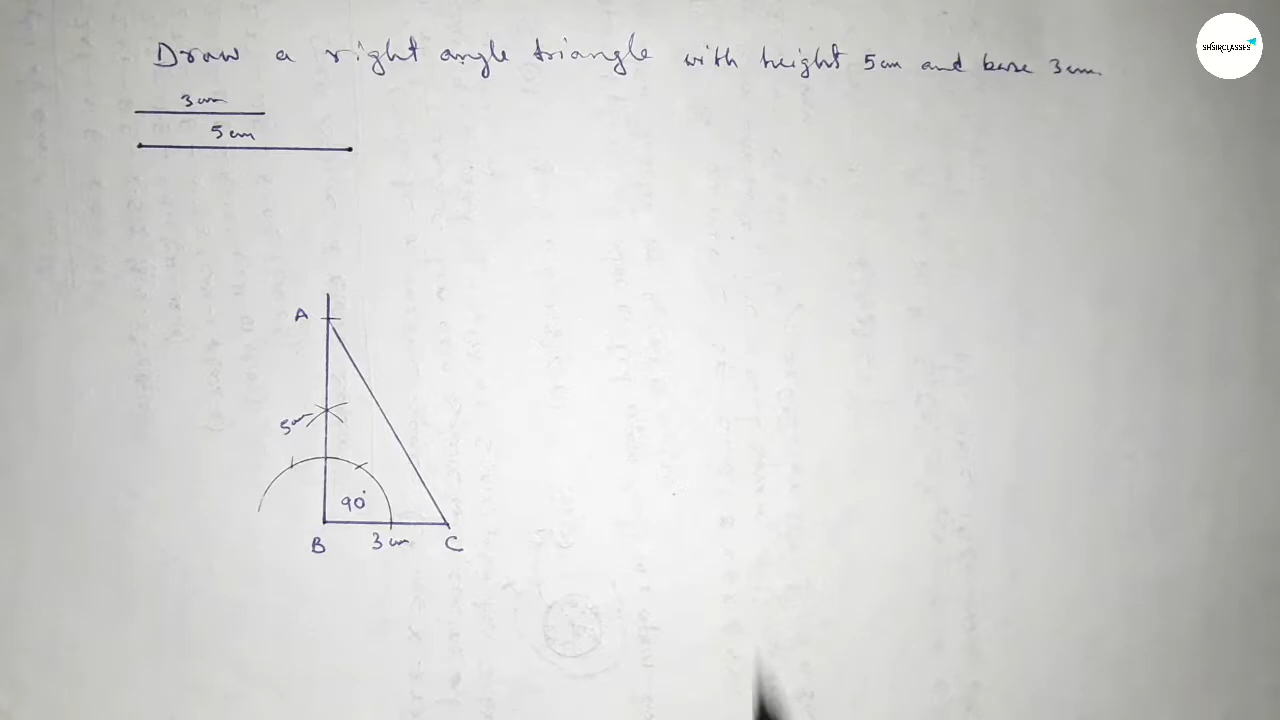 Draw a right angle triangle with height 5cm and base 3cm.
SHSIRCLASSES
3cm
5cm
A
5cm
90°
B 3cm C